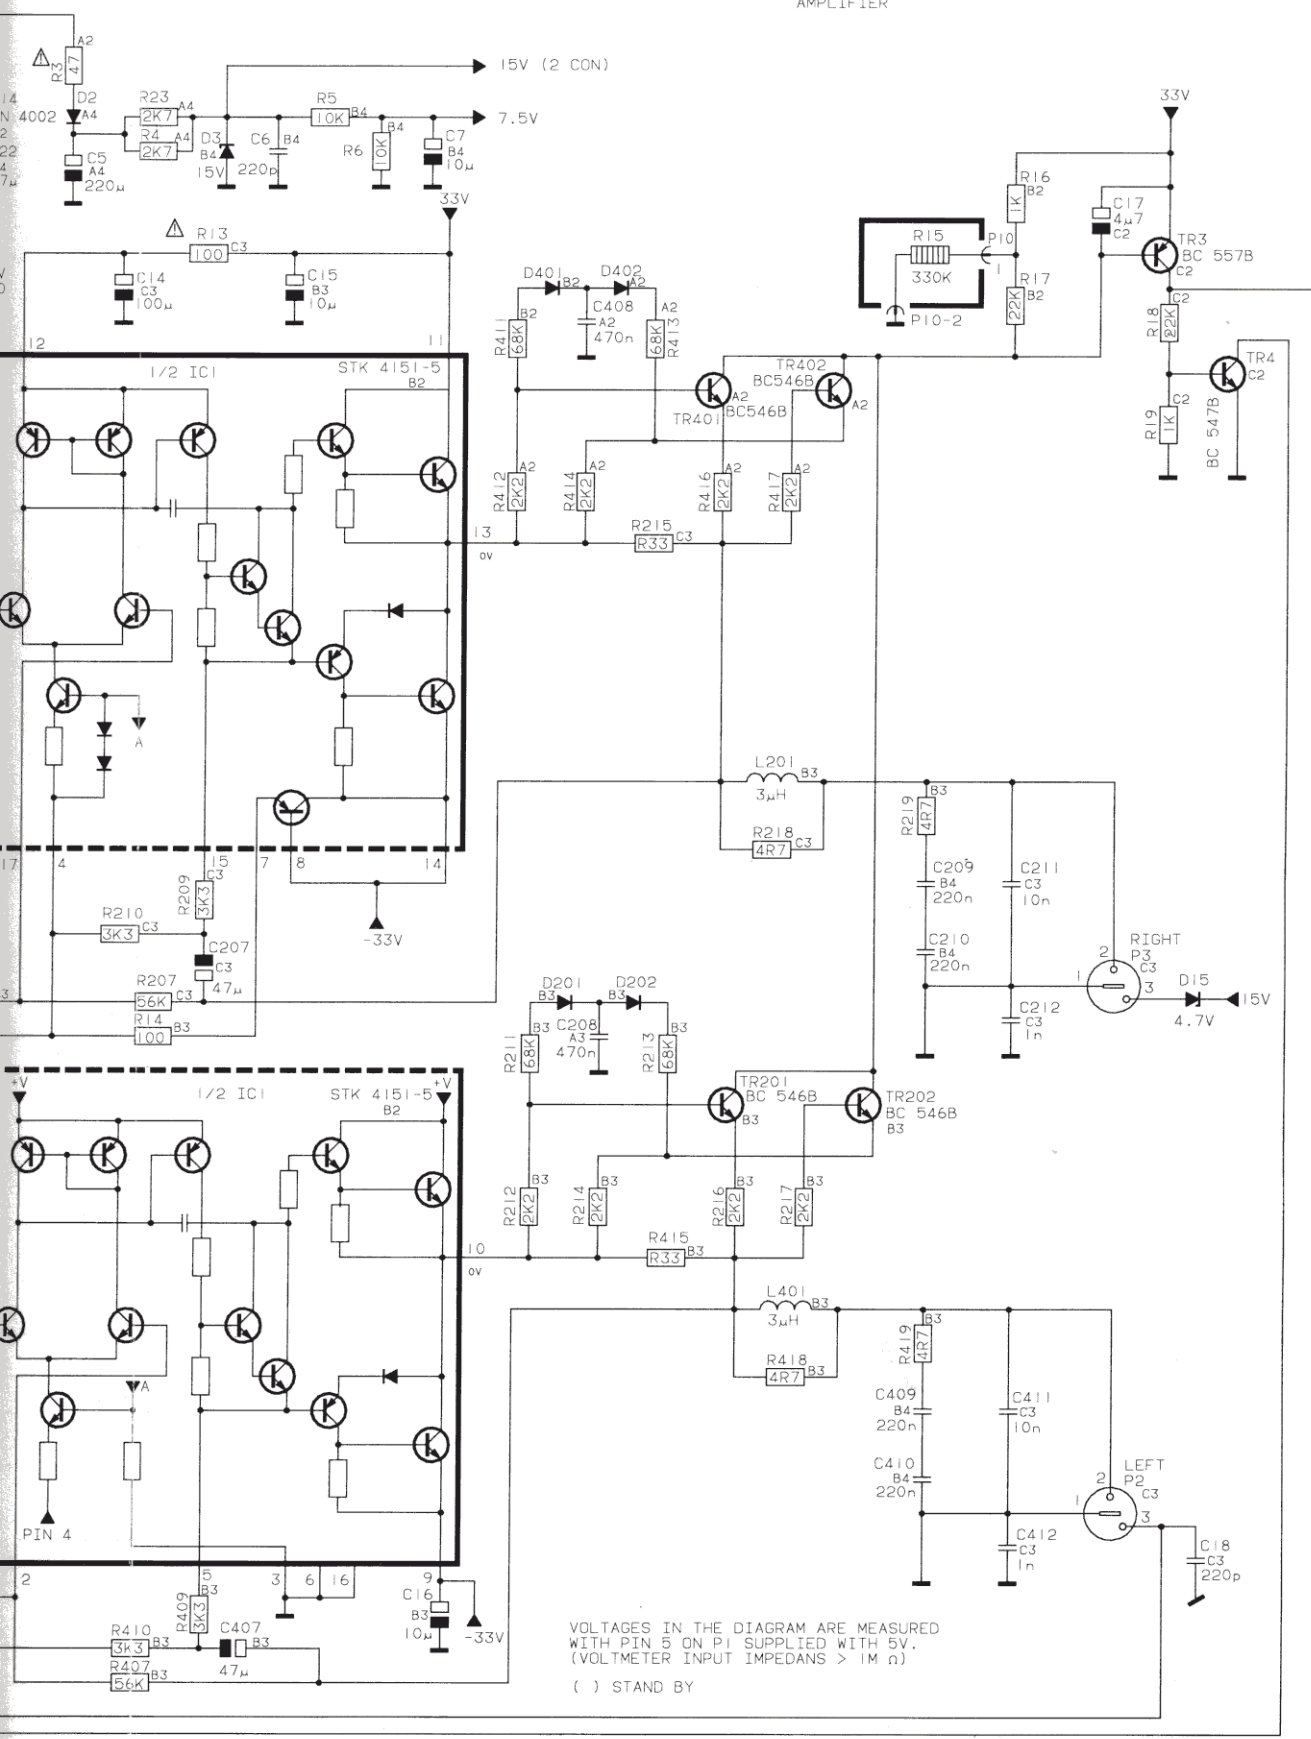 AMPLIFIER
R3
47
A2
D2
A4
N 4002
C5
A4
220µ
R23
2K7
A4
R4
2K7
A4
D3
B4
15V
C6
B4
220p
R5
10K
B4
R6
10K
B4
C7
B4
10µ
15V (2 CON)
7.5V
33V
R13
100
C3
C14
C3
100µ
C15
B3
10µ
12
11
1/2 IC1
STK 4151-5
B2
13
0V
A
17
4
15
7
8
14
-33V
R209
3K3
C3
R210
3K3
C3
C207
C3
47µ
R207
56K
C3
R14
100
B3
D401
B2
D402
A2
C408
A2
470n
R411
68K
B2
R413
68K
A2
TR401
A2
BC546B
TR402
BC546B
A2
R412
2K2
A2
R414
2K2
A2
R416
2K2
A2
R417
2K2
A2
R215
R33
C3
R15
330K
P10
1
P10-2
33V
R16
1K
B2
R17
22K
B2
C17
4µ7
C2
TR3
BC 557B
C2
R18
22K
C2
R19
1K
C2
TR4
C2
BC 547B
L201
B3
3µH
R218
4R7
C3
R219
4R7
B3
C209
B4
220n
C210
B4
220n
C211
C3
10n
C212
C3
1n
RIGHT
P3
C3
1
2
3
D15
4.7V
15V
D201
B3
D202
B3
C208
A3
470n
R211
68K
B3
R213
68K
B3
TR201
BC 546B
B3
TR202
BC 546B
B3
R212
2K2
B3
R214
2K2
B3
R216
2K2
B3
R217
2K2
B3
R415
R33
B3
+V
1/2 IC1
STK 4151-5
B2
+V
10
0V
A
PIN 4
2
5
3
6
16
9
R409
3K3
B3
R410
3K3
B3
C407
B3
47µ
R407
56K
B3
C16
B3
10µ
-33V
L401
B3
3µH
R418
4R7
B3
R419
4R7
B3
C409
B4
220n
C410
B4
220n
C411
C3
10n
C412
C3
1n
LEFT
P2
C3
1
2
3
C18
C3
220p
VOLTAGES IN THE DIAGRAM ARE MEASURED
WITH PIN 5 ON P1 SUPPLIED WITH 5V.
(VOLTMETER INPUT IMPEDANS > 1M Ω)
( ) STAND BY